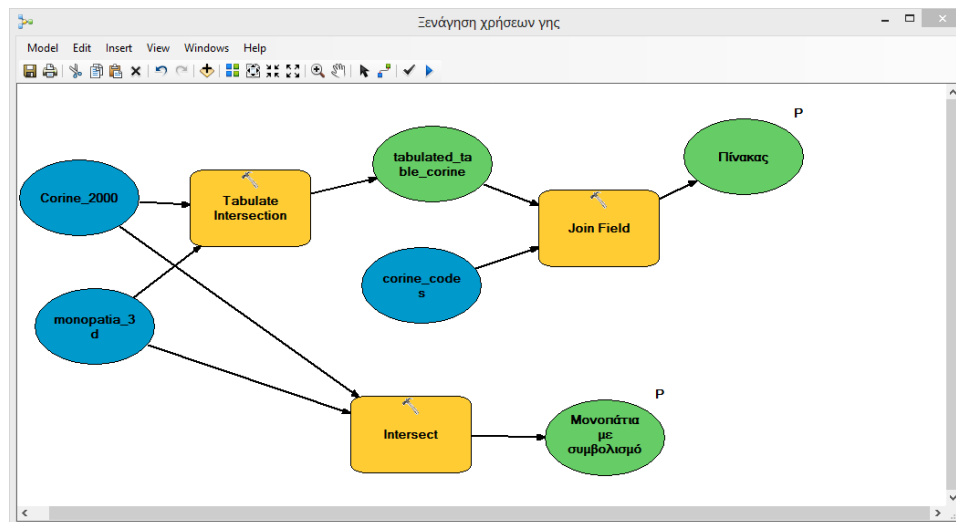 Ξενάγηση χρήσεων γης
Model Edit Insert View Windows Help
P
tabulated_ta
ble_corine
Πίνακας
Corine_2000
Tabulate
Intersection
Join Field
corine_code
s
monopatia_3
d
P
Μονοπάτια
με
συμβολισμό
Intersect